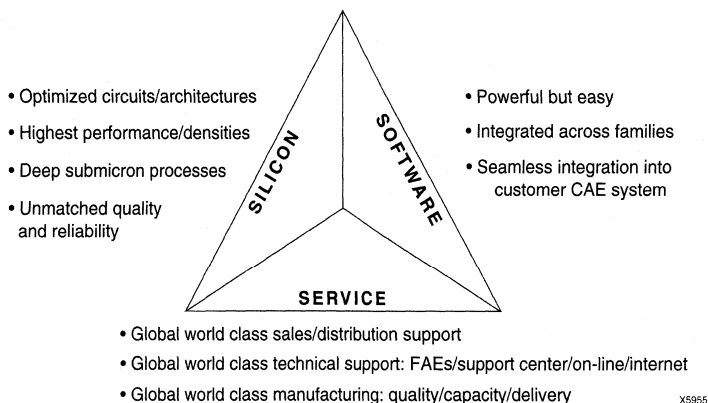 • Optimized circuits/architectures
• Highest performance/densities
• Deep submicron processes
• Unmatched quality
and reliability
SILICON
SOFTWARE
• Powerful but easy
• Integrated across families
• Seamless integration into
customer CAE system
SERVICE
• Global world class sales/distribution support
• Global world class technical support: FAEs/support center/on-line/internet
• Global world class manufacturing: quality/capacity/delivery
X5955